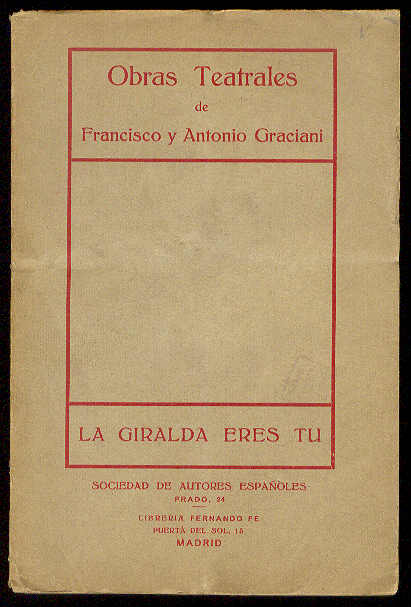 Obras Teatrales
de
Francisco y Antonio Graciani
LA GIRALDA ERES TU
SOCIEDAD DE AUTORES ESPAÑOLES
PRADO, 24
LIBRERIA FERNANDO FE
PUERTA DEL SOL, 15
MADRID